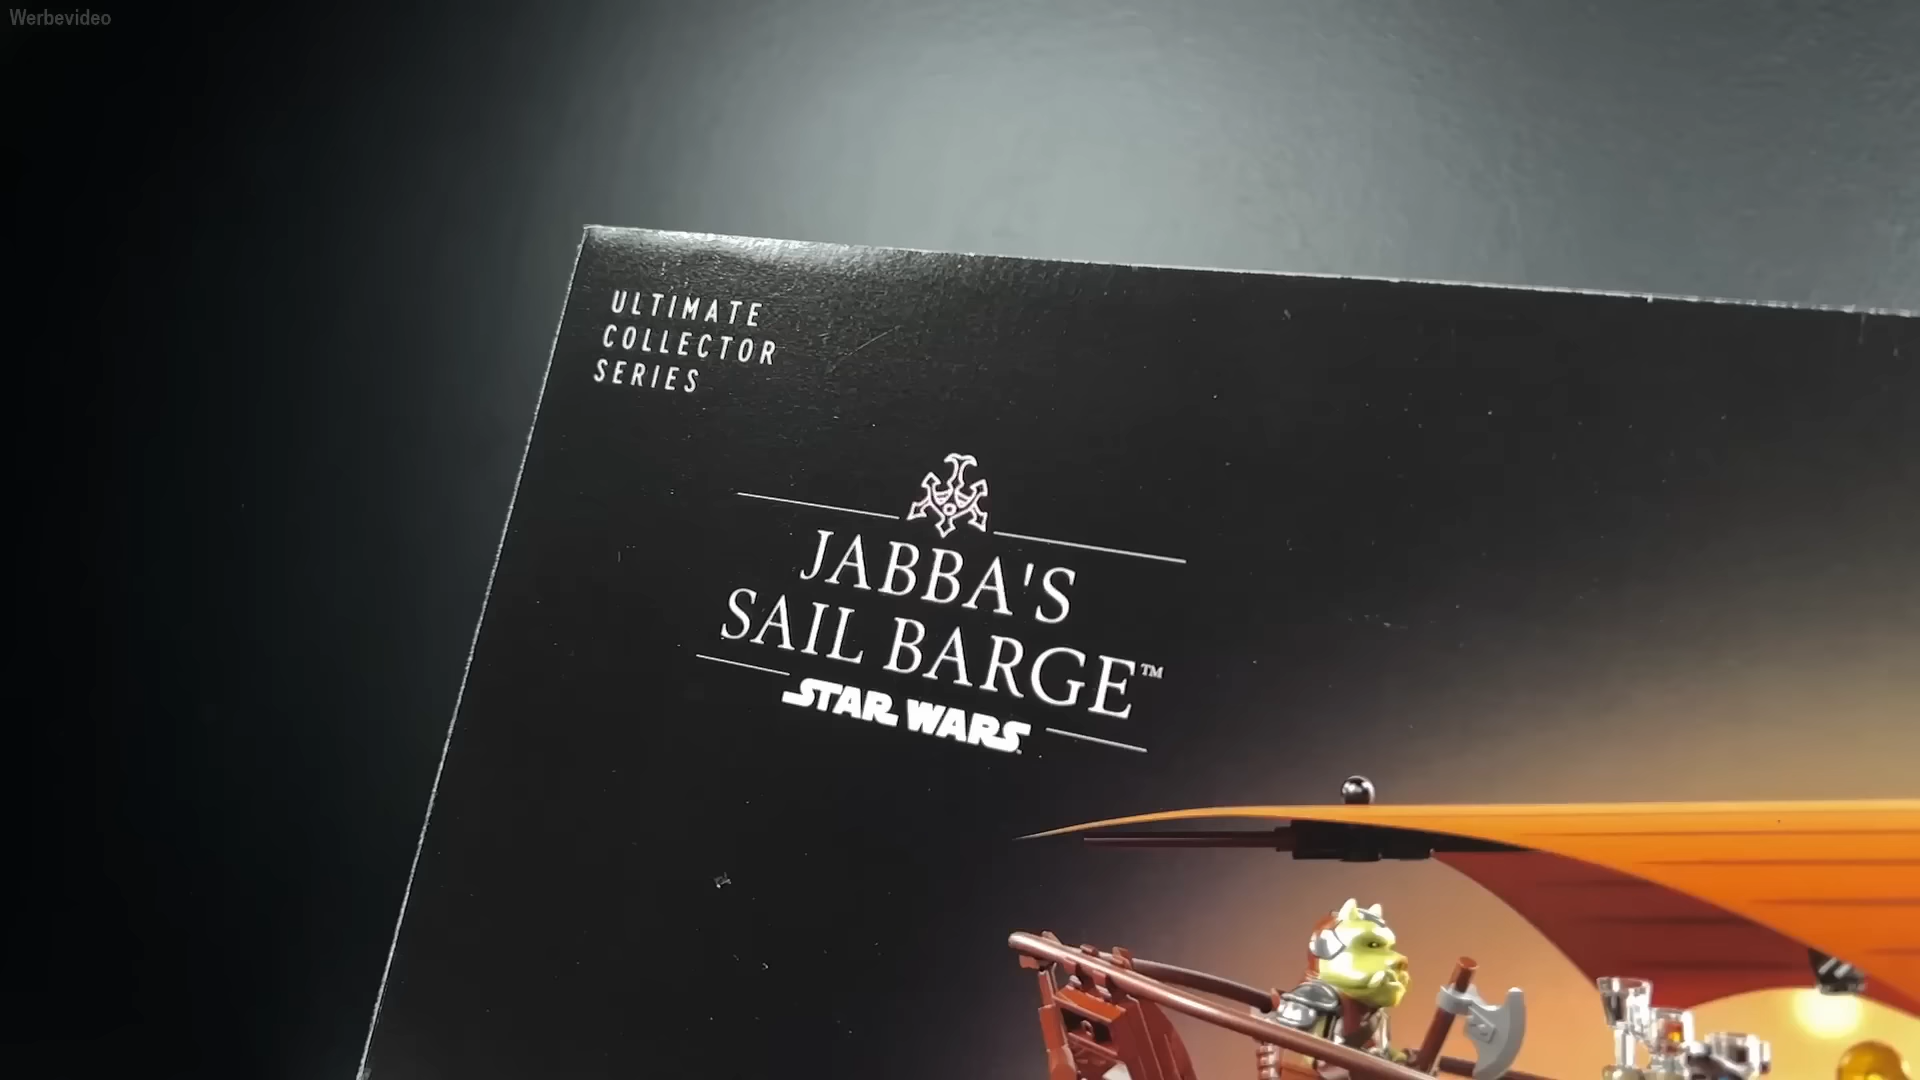 Werbevideo
ULTIMATE
COLLECTOR
SERIES
JABBA'S
SAIL BARGE™
STAR WARS